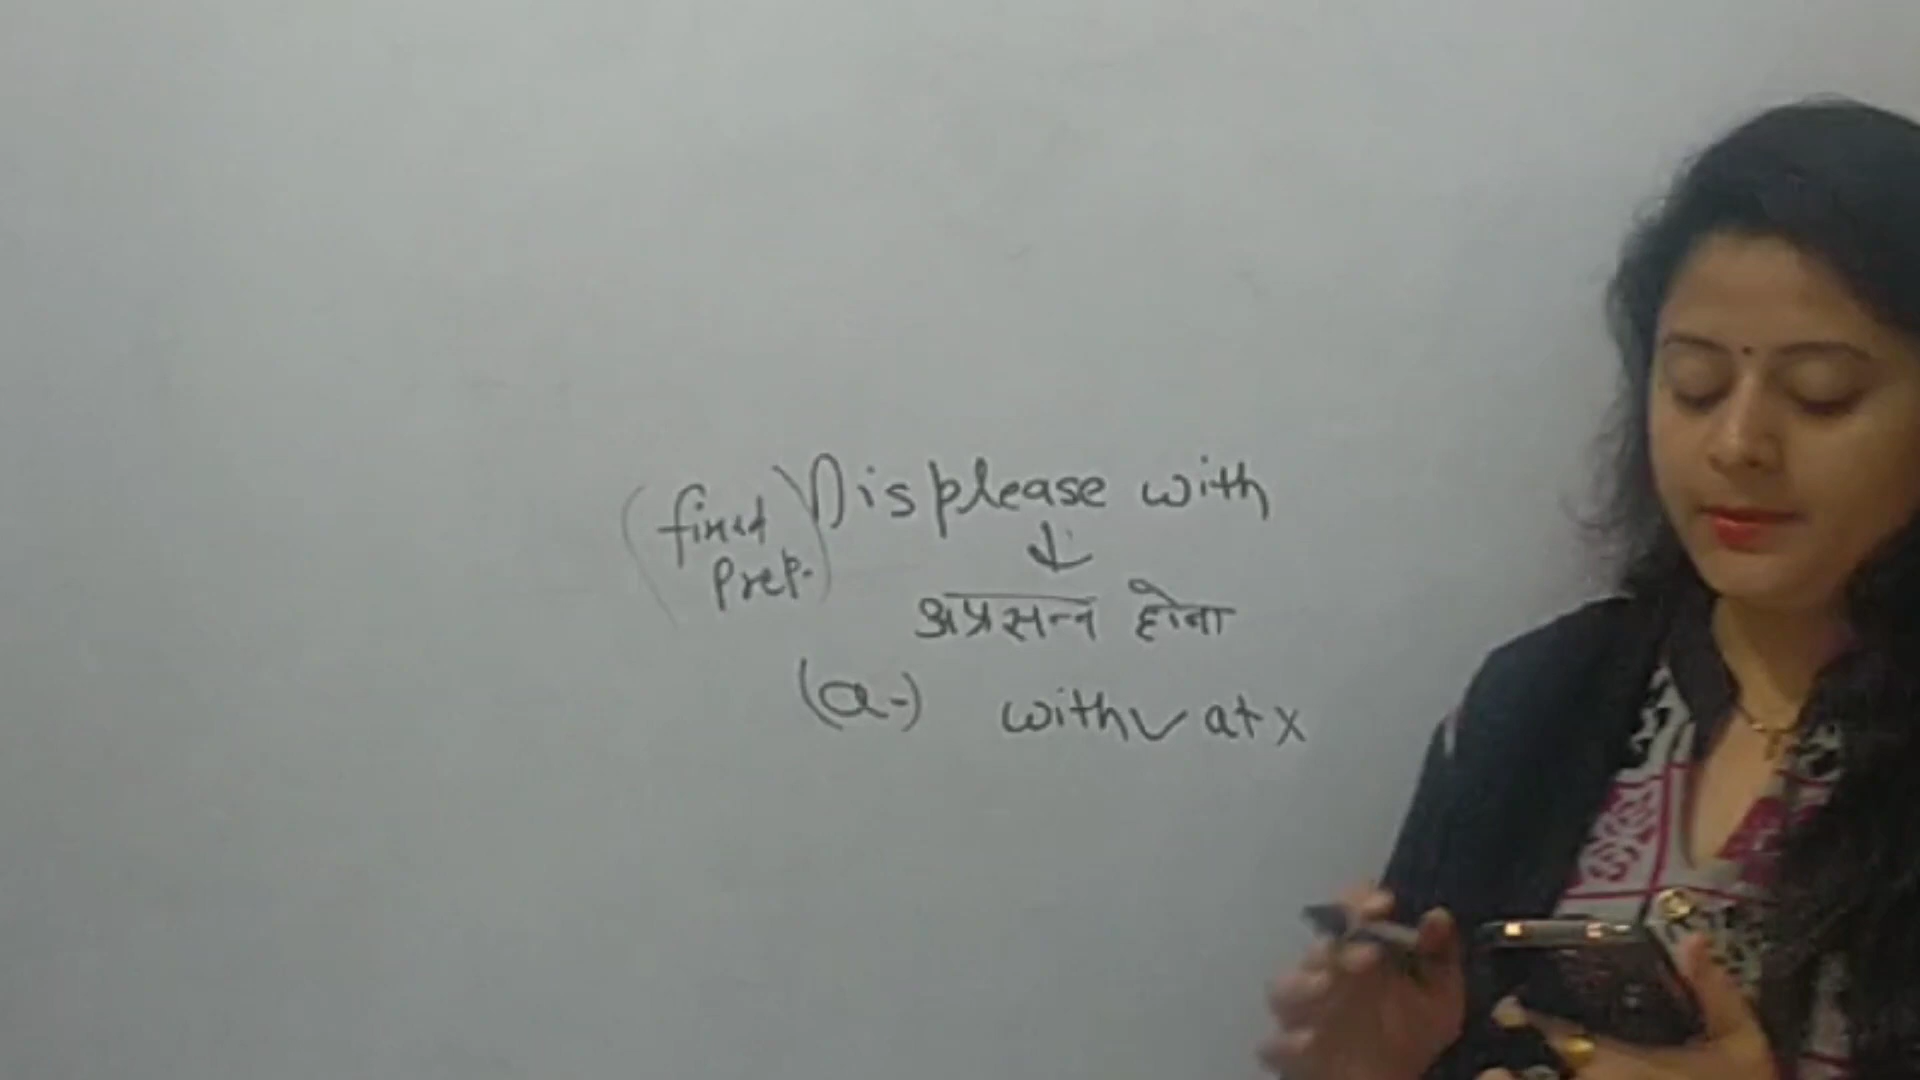 (fixed Prep.) Displease with
↓
अप्रसन्न होना
(a-) with✓ at x